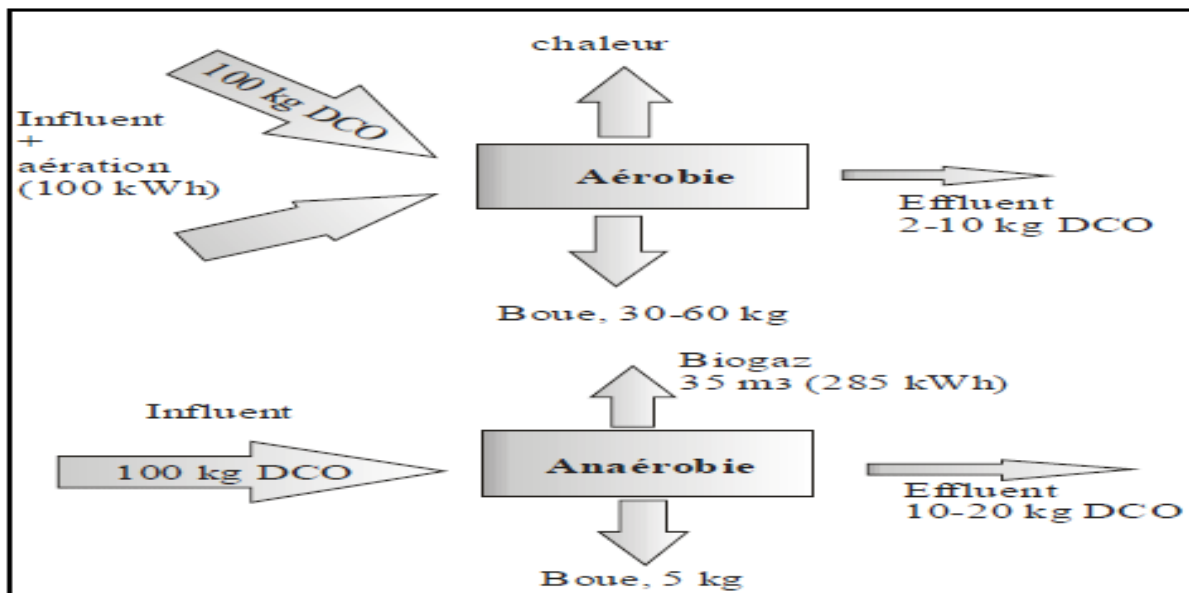 chaleur
100 kg DCO
Influent
+
aération
(100 kWh)
Aérobie
Effluent
2-10 kg DCO
Boue, 30-60 kg
Biogaz
35 m3 (285 kWh)
Influent
100 kg DCO
Anaérobie
Effluent
10-20 kg DCO
Boue, 5 kg